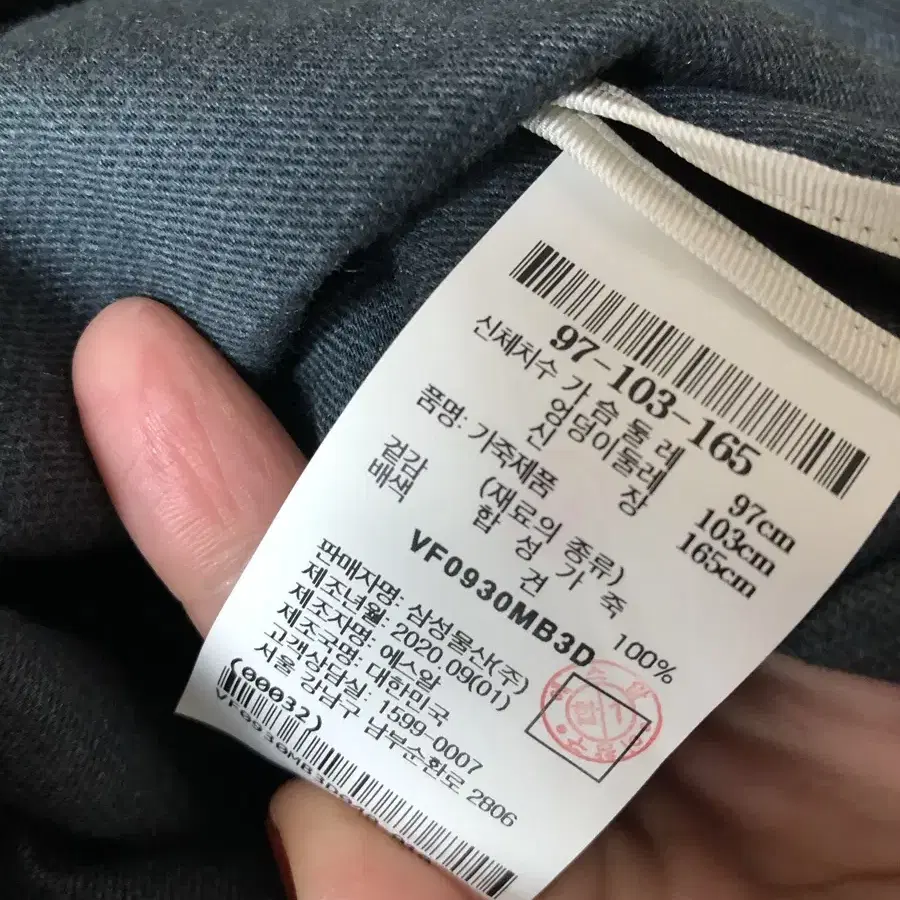 97-103-165
신체치수 가 슴 둘 레 97cm
엉덩이둘레 103cm
신 장 165cm
품명: 가죽제품 (재료의 종류)
겉감 합 성 가 죽 100%
배색 견
VF0930MB3D
판매자명: 삼성물산(주)
제조년월: 2020.09(01)
제조자명: 에스알
제조국명: 대한민국
고객상담실: 1599-0007
서울 강남구 남부순환로 2806
(00032)